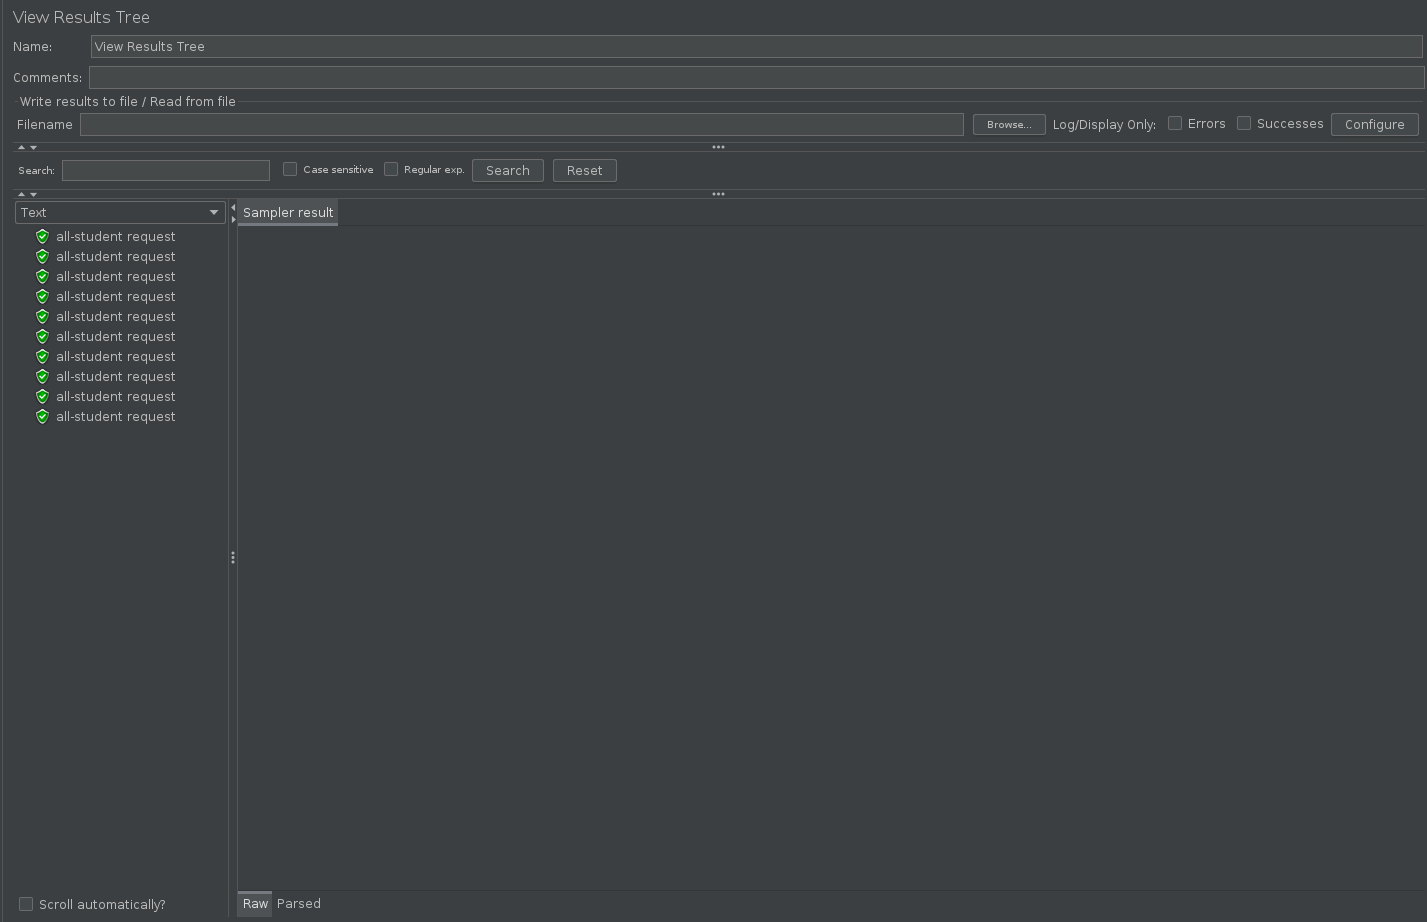 View Results Tree
Name: View Results Tree
Comments:
Write results to file / Read from file
Filename Browse... Log/Display Only: Errors Successes Configure
Search: Case sensitive Regular exp. Search Reset
Text Sampler result
all-student request
all-student request
all-student request
all-student request
all-student request
all-student request
all-student request
all-student request
all-student request
all-student request
Scroll automatically? Raw Parsed